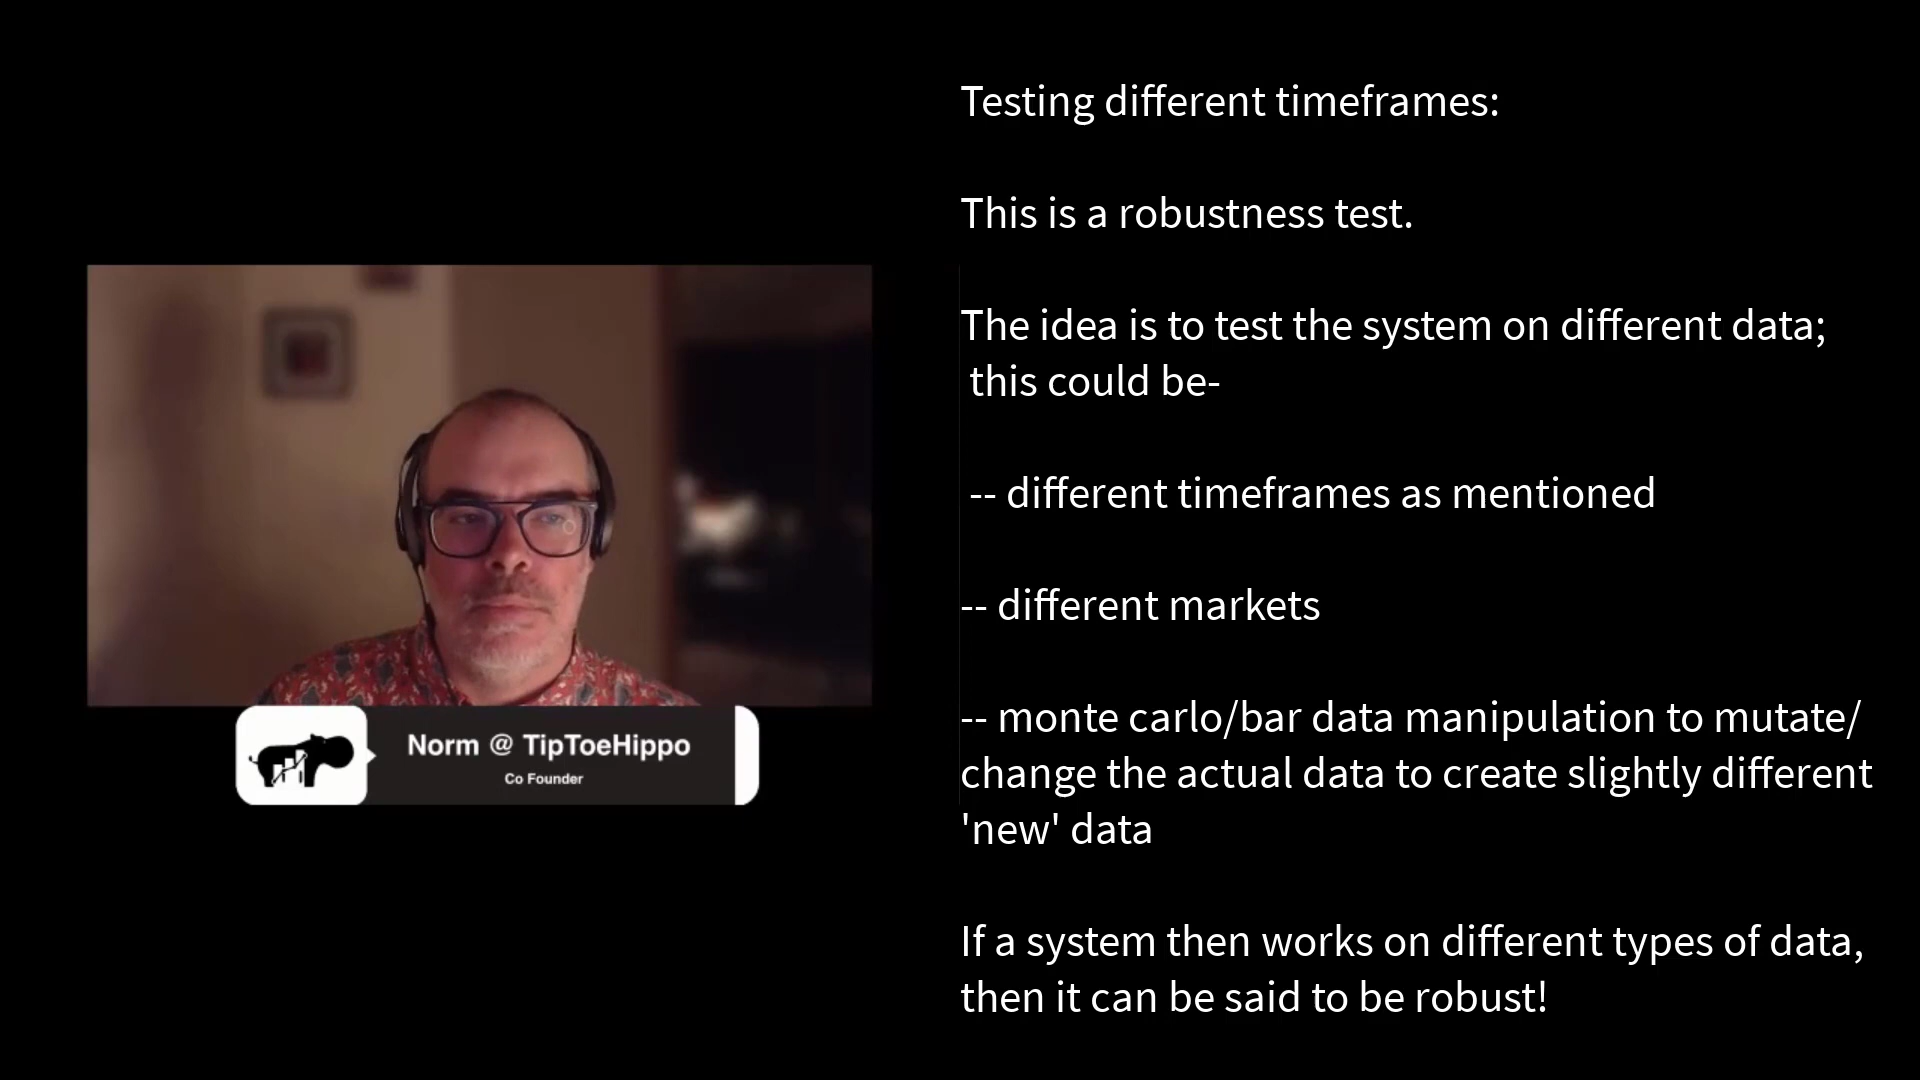 Testing different timeframes:
This is a robustness test.
The idea is to test the system on different data;
this could be-
-- different timeframes as mentioned
-- different markets
-- monte carlo/bar data manipulation to mutate/
change the actual data to create slightly different
'new' data
If a system then works on different types of data,
then it can be said to be robust!
Norm @ TipToeHippo
Co Founder